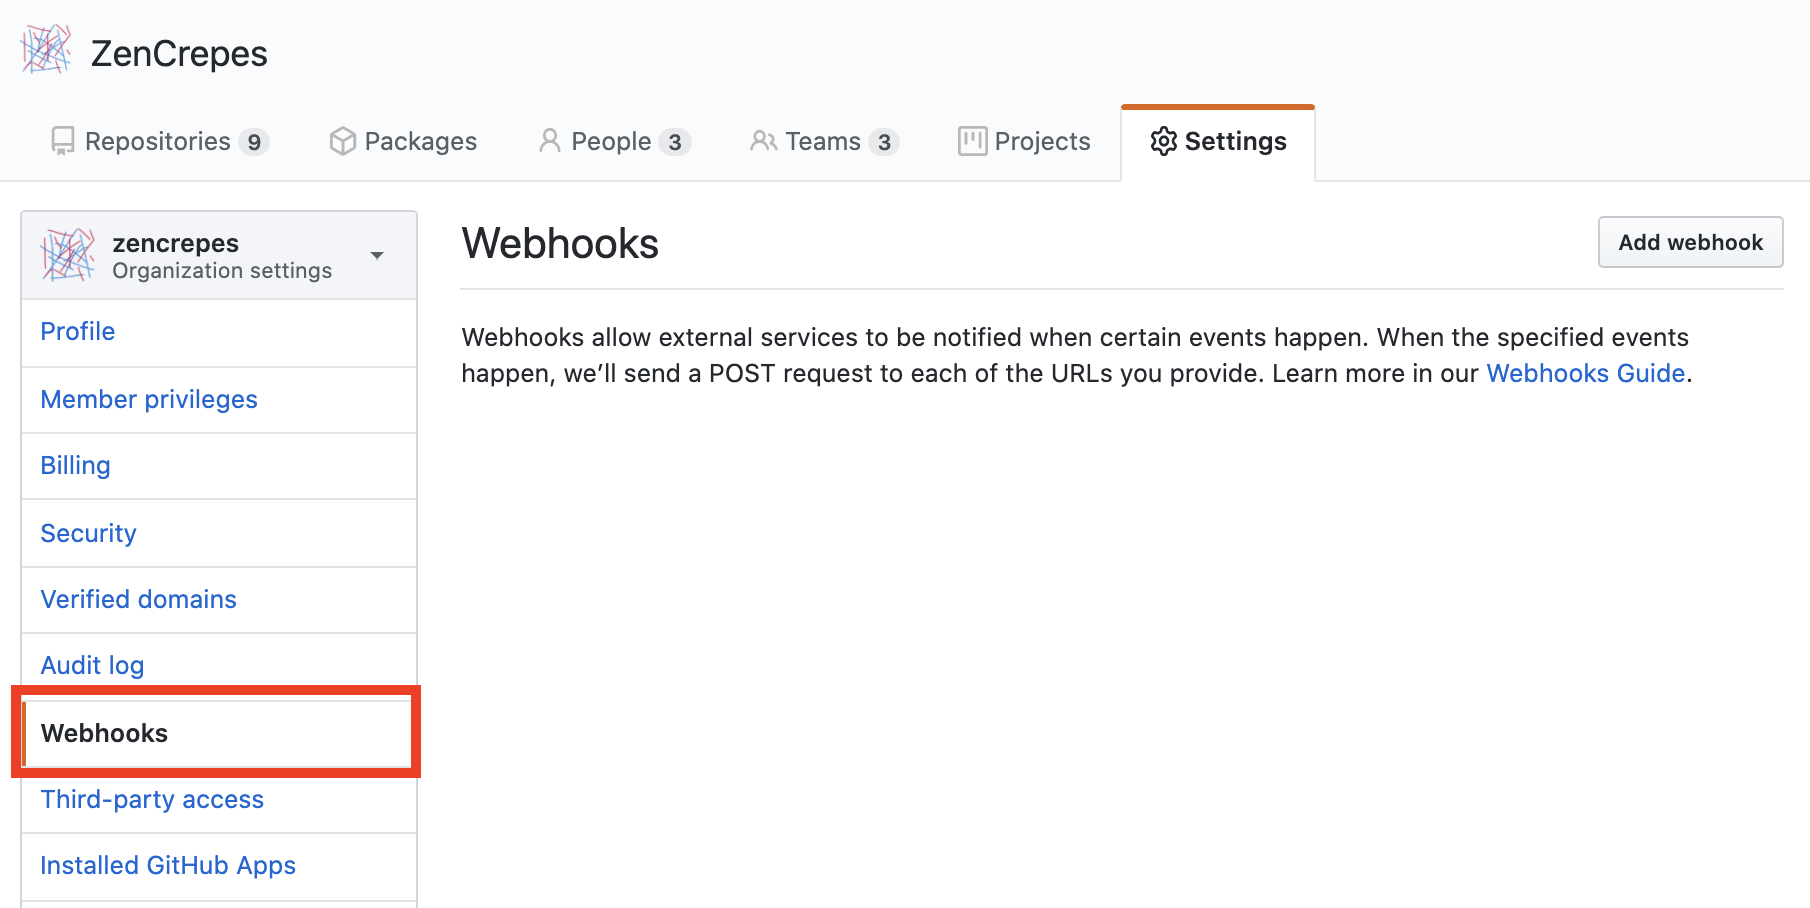 ZenCrepes
Repositories 9 Packages People 3 Teams 3 Projects Settings
zencrepes
Organization settings
Profile
Member privileges
Billing
Security
Verified domains
Audit log
Webhooks
Third-party access
Installed GitHub Apps
Webhooks
Add webhook
Webhooks allow external services to be notified when certain events happen. When the specified events
happen, we’ll send a POST request to each of the URLs you provide. Learn more in our Webhooks Guide.